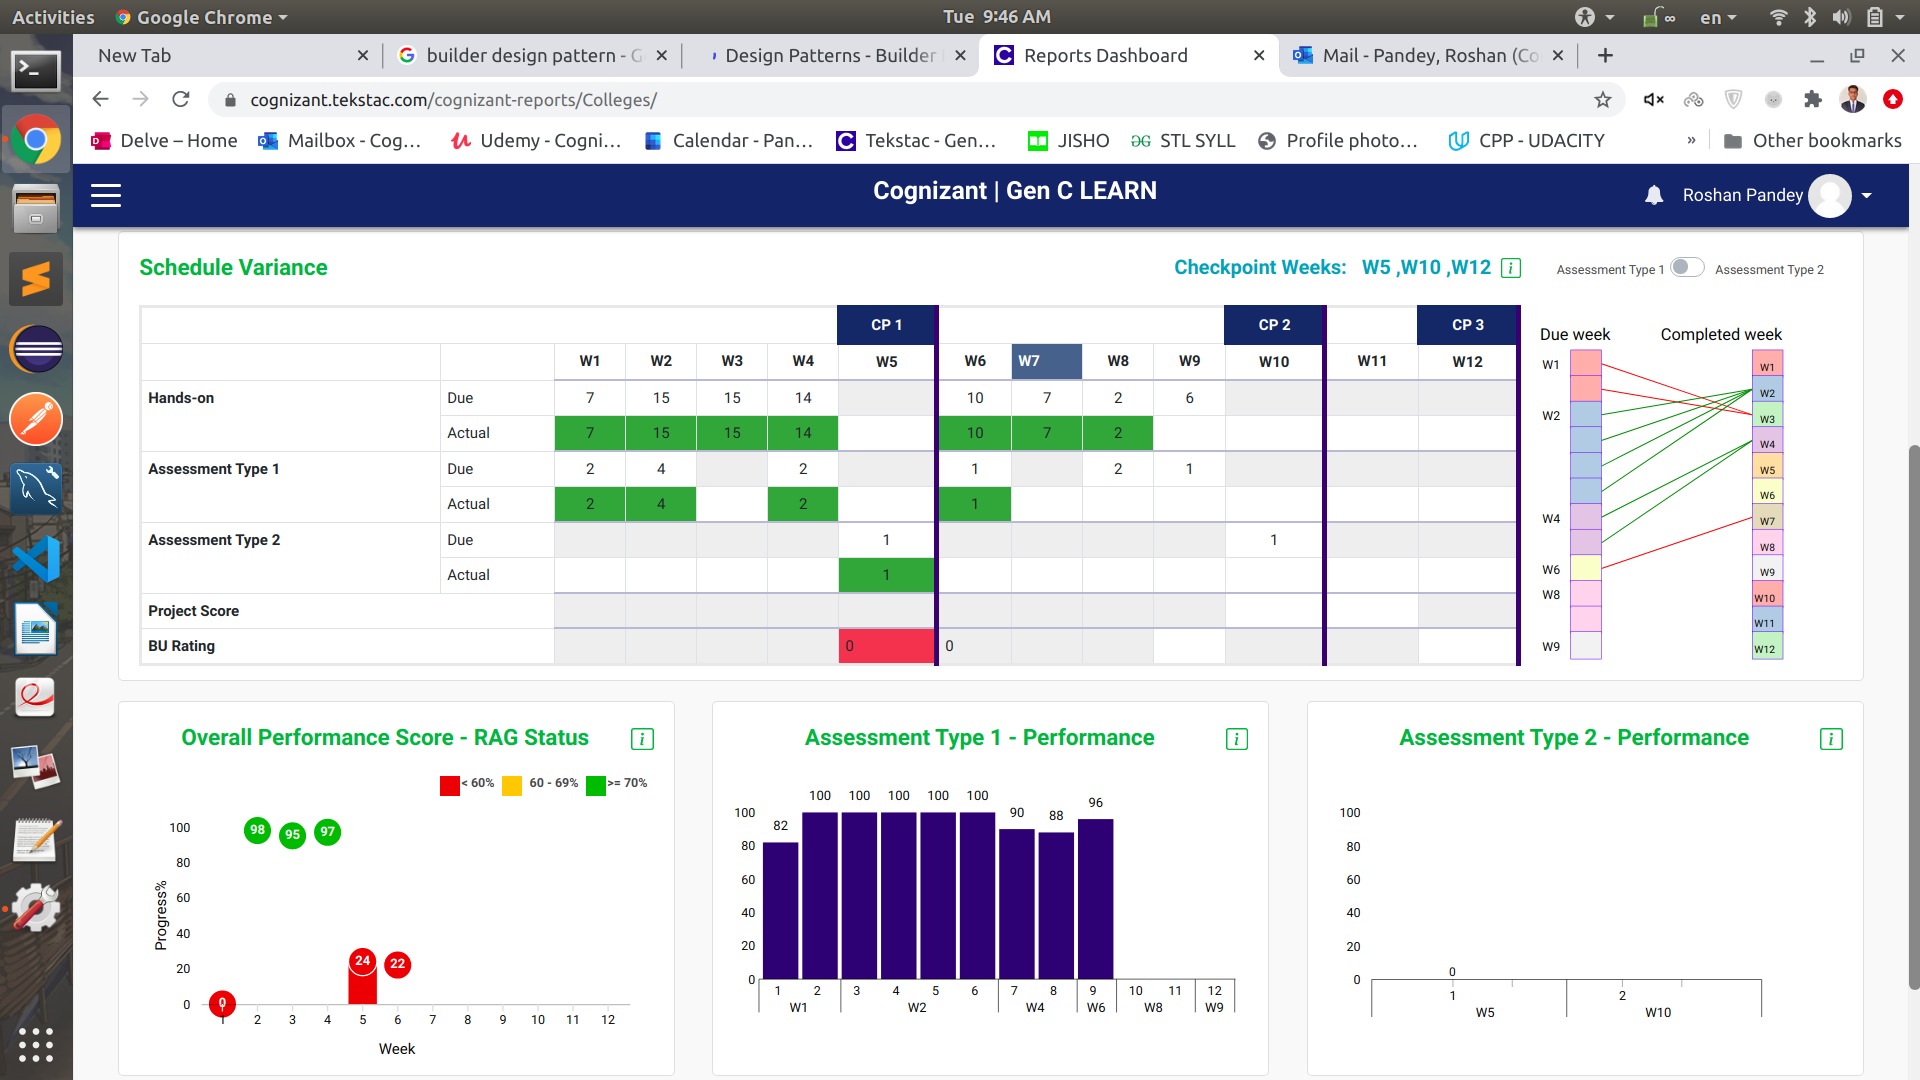 Activities Google Chrome Tue 9:46 AM en
New Tab builder design pattern - G Design Patterns - Builder Reports Dashboard Mail - Pandey, Roshan (Co
cognizant.tekstac.com/cognizant-reports/Colleges/
Delve – Home Mailbox - Cog... Udemy - Cogni... Calendar - Pan... Tekstac - Gen... JISHO STL SYLL Profile photo... CPP - UDACITY » Other bookmarks
Cognizant | Gen C LEARN Roshan Pandey
Schedule Variance Checkpoint Weeks: W5 ,W10 ,W12 i Assessment Type 1 Assessment Type 2
CP 1 CP 2 CP 3
W1 W2 W3 W4 W5 W6 W7 W8 W9 W10 W11 W12
Hands-on Due 7 15 15 14 10 7 2 6
Actual 7 15 15 14 10 7 2
Assessment Type 1 Due 2 4 2 1 2 1
Actual 2 4 2 1
Assessment Type 2 Due 1 1
Actual 1
Project Score
BU Rating 0 0
Due week Completed week
W1
W2
W4
W6
W8
W9
W1
W2
W3
W4
W5
W6
W7
W8
W9
W10
W11
W12
Overall Performance Score - RAG Status i
< 60% 60 - 69% >= 70%
Progress%
100
80
60
40
20
0
98 95 97
24 22
0
1 2 3 4 5 6 7 8 9 10 11 12
Week
Assessment Type 1 - Performance i
100
80
60
40
20
0
82 100 100 100 100 100 90 88 96
1 2 3 4 5 6 7 8 9 10 11 12
W1 W2 W4 W6 W8 W9
Assessment Type 2 - Performance i
100
80
60
40
20
0
0
1 2
W5 W10